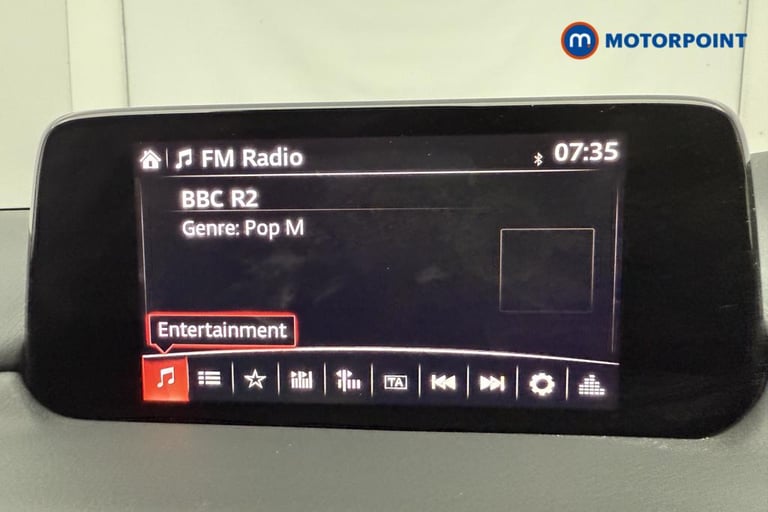 m MOTORPOINT
FM Radio 07:35
BBC R2
Genre: Pop M
Entertainment
TA